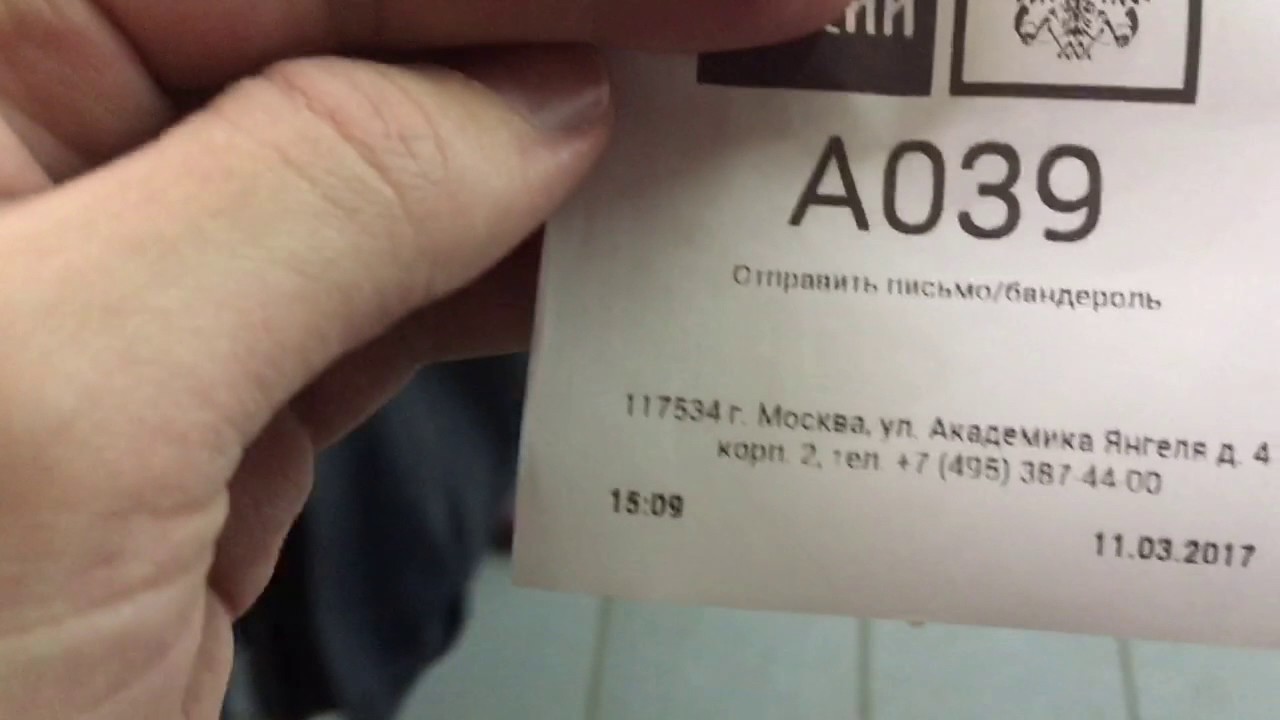 А039
Отправить письмо/бандероль
117534 г. Москва, ул. Академика Янгеля д. 4
корп. 2, тел. +7 (495) 387-44-00
15:09
11.03.2017